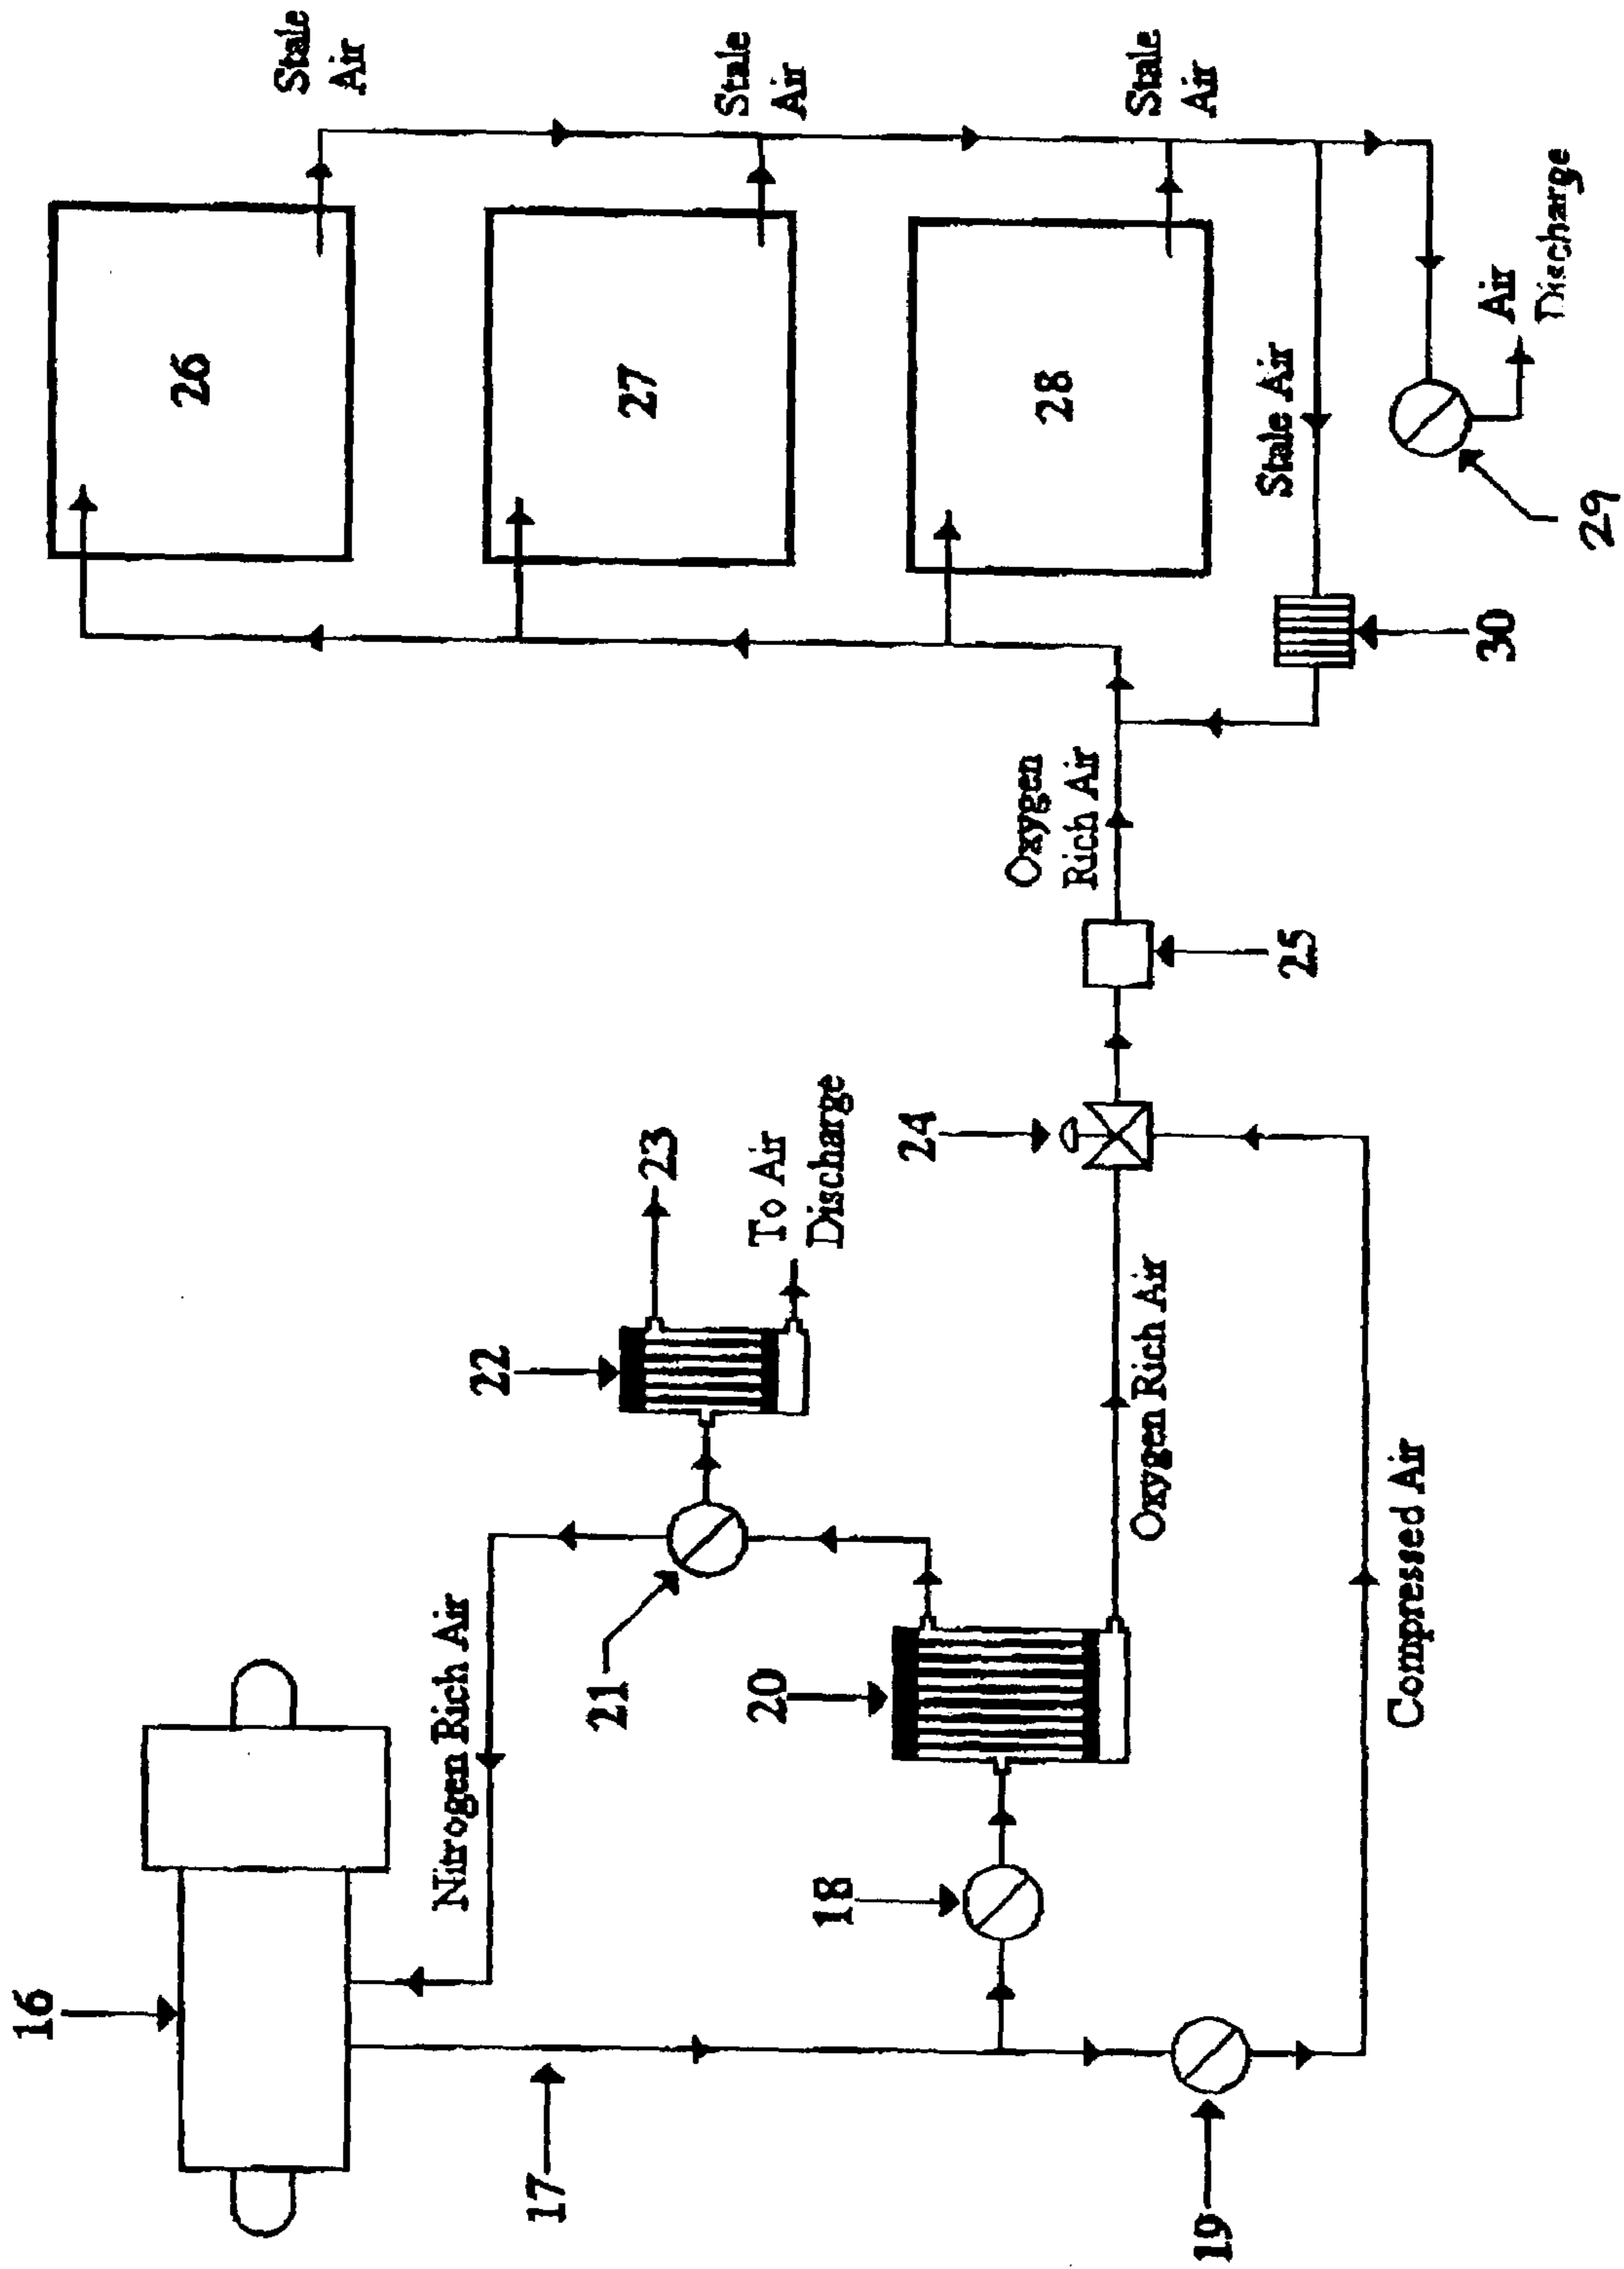 16
26
Stale
Air
Nitrogen Rich Air
22
17
21
27
23
Stale
Air
20
To Air
Discharge
18
24
Oxygen
Rich Air
28
Stale
Air
Oxygen Rich Air
19
Stale Air
25
Compressed Air
30
Air
Discharge
29